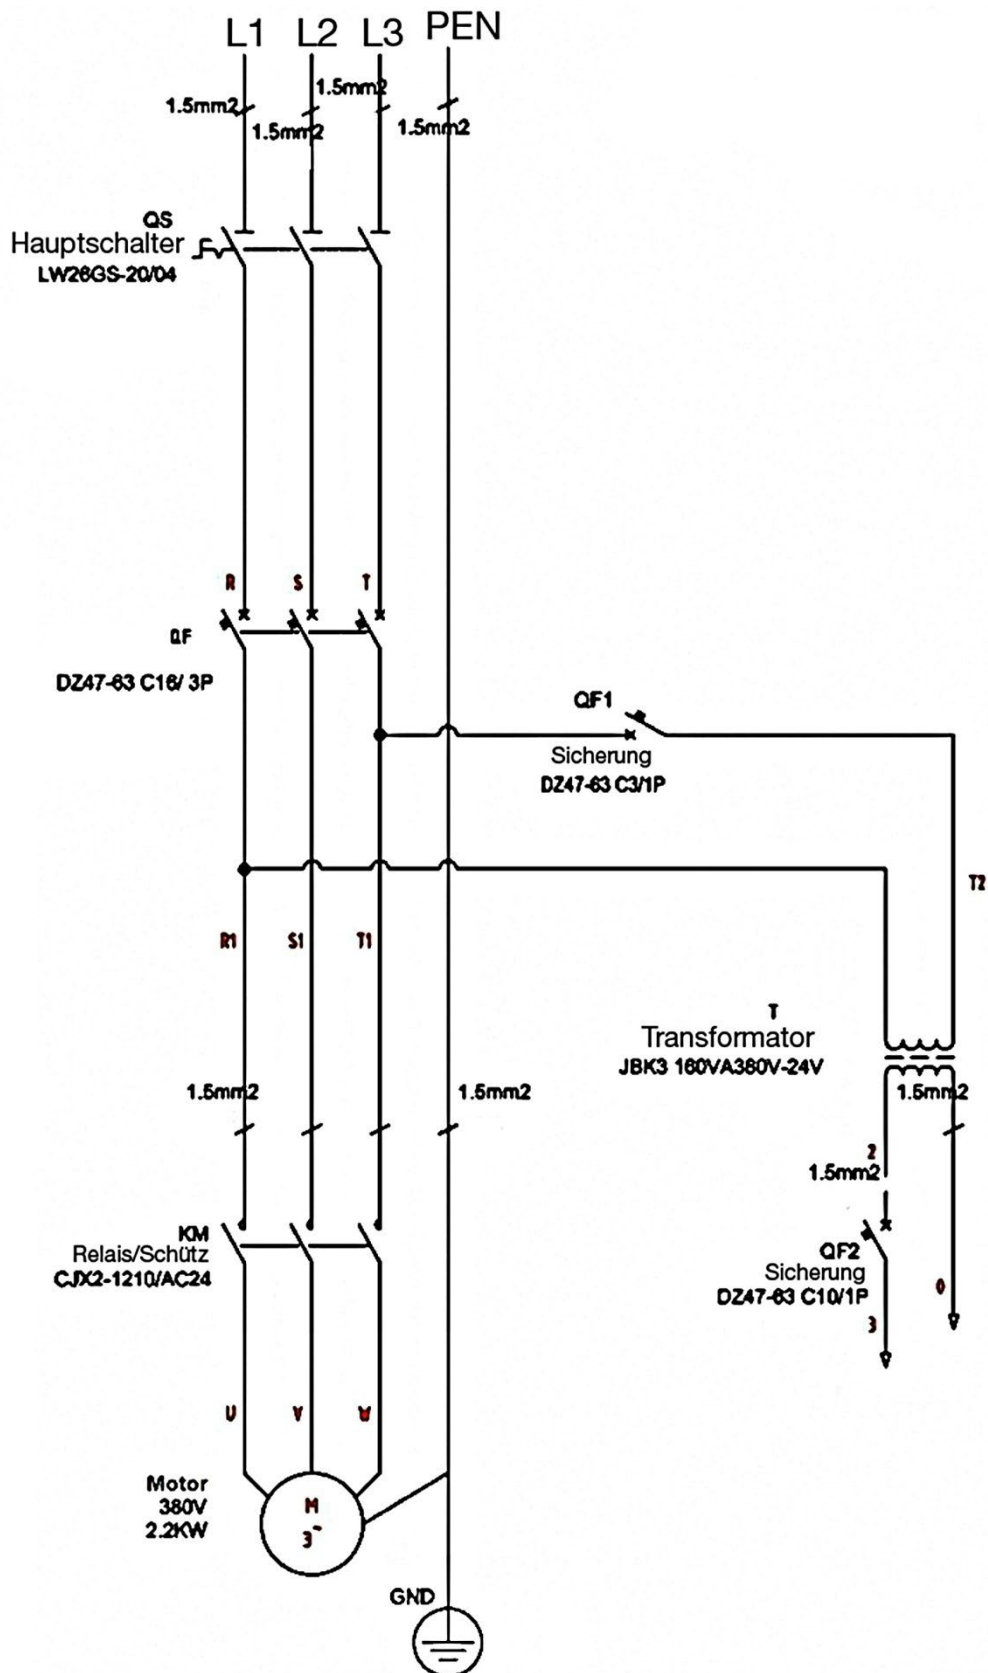 L1 L2 L3 PEN
1.5mm2
1.5mm2
1.5mm2
1.5mm2
QS
Hauptschalter
LW26GS-20/04
R S T
QF
DZ47-63 C16/ 3P
QF1
Sicherung
DZ47-63 C3/1P
T2
R1 S1 T1
T
Transformator
JBK3 160VA380V-24V
1.5mm2
1.5mm2
1.5mm2
2
1.5mm2
KM
Relais/Schütz
CJX2-1210/AC24
QF2
Sicherung
DZ47-63 C10/1P
0
3
U V W
Motor
380V
2.2KW
M
3~
GND